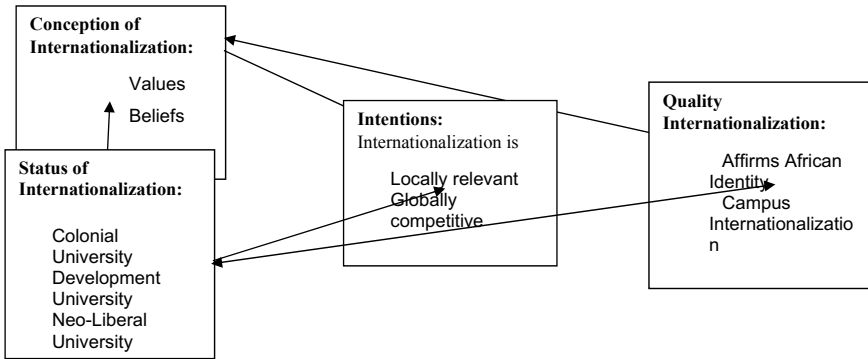 Conception of
Internationalization:
Values
Beliefs
Status of
Internationalization:
Colonial
University
Development
University
Neo-Liberal
University
Intentions:
Internationalization is
Locally relevant
Globally
competitive
Quality
Internationalization:
Affirms African
Identity
Campus
Internationalizatio
n